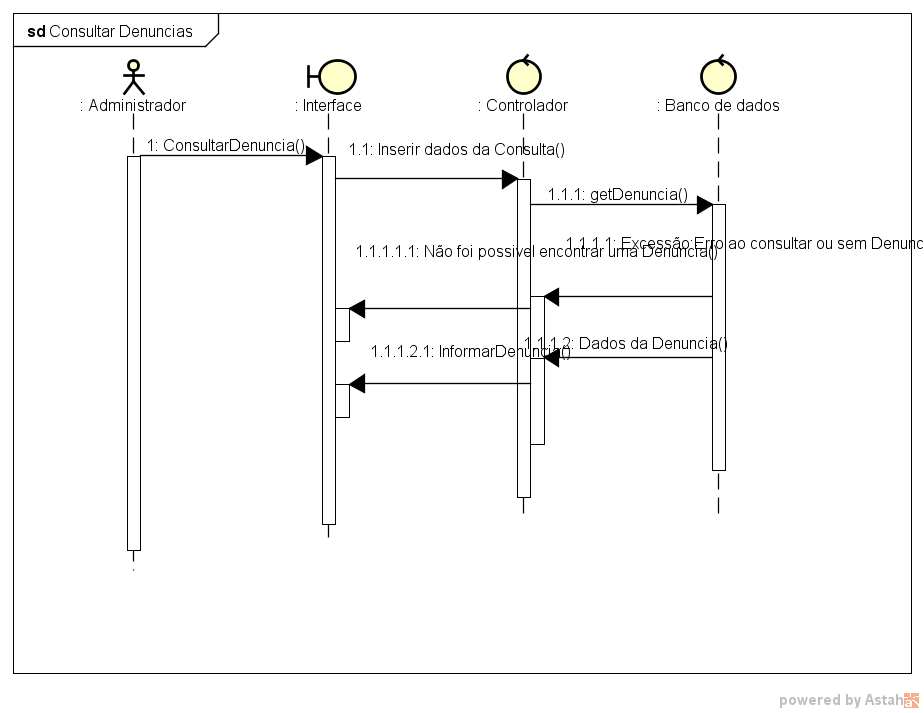 sd Consultar Denuncias
: Administrador
: Interface
: Controlador
: Banco de dados
1: ConsultarDenuncia()
1.1: Inserir dados da Consulta()
1.1.1: getDenuncia()
1.1.1.1: Excessão:Erro ao consultar ou sem Denunc
1.1.1.1.1: Não foi possivel encontrar uma Denuncia()
1.1.1.2: Dados da Denuncia()
1.1.1.2.1: InformarDenuncia()
powered by Astah